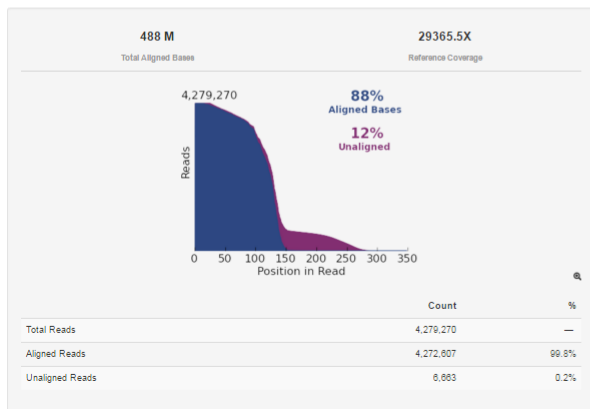 488 M 29365.5X
Total Aligned Bases Reference Coverage
4,279,270
88%
Aligned Bases
12%
Unaligned
Reads
0 50 100 150 200 250 300 350
Position in Read
Count %
Total Reads 4,279,270 —
Aligned Reads 4,272,607 99.8%
Unaligned Reads 6,663 0.2%